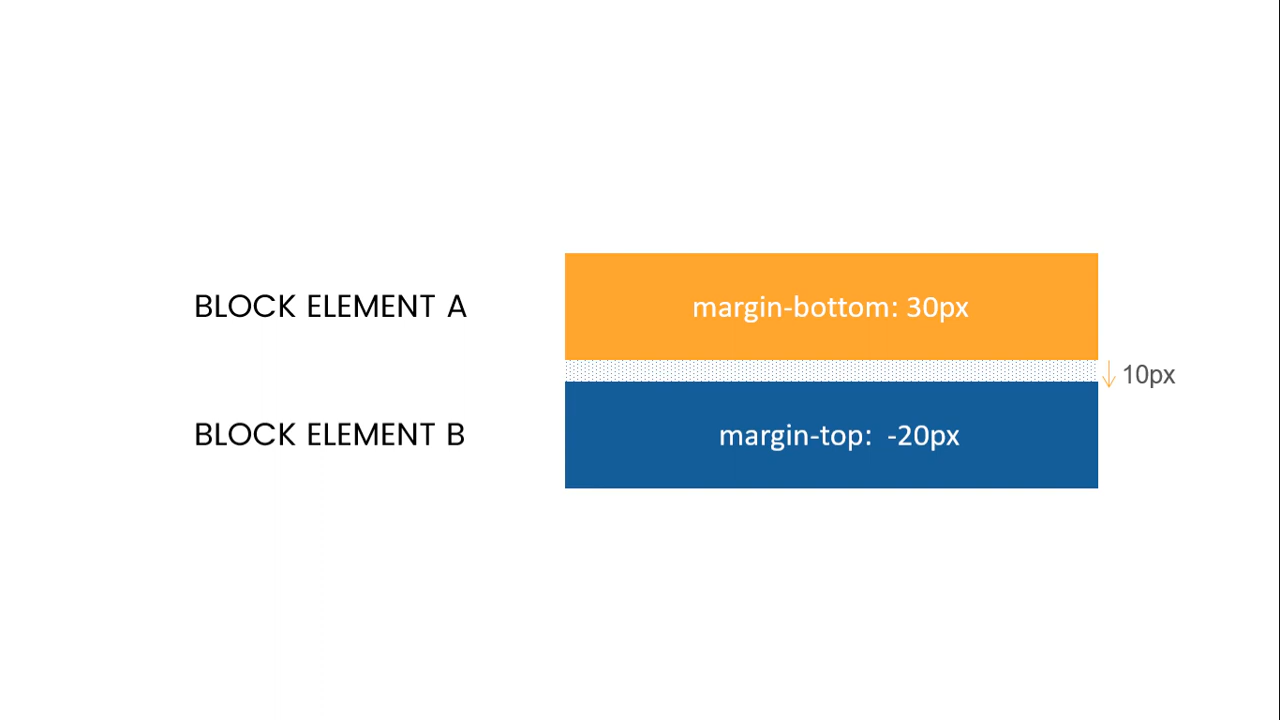 BLOCK ELEMENT A
margin-bottom: 30px
10px
BLOCK ELEMENT B
margin-top:  -20px